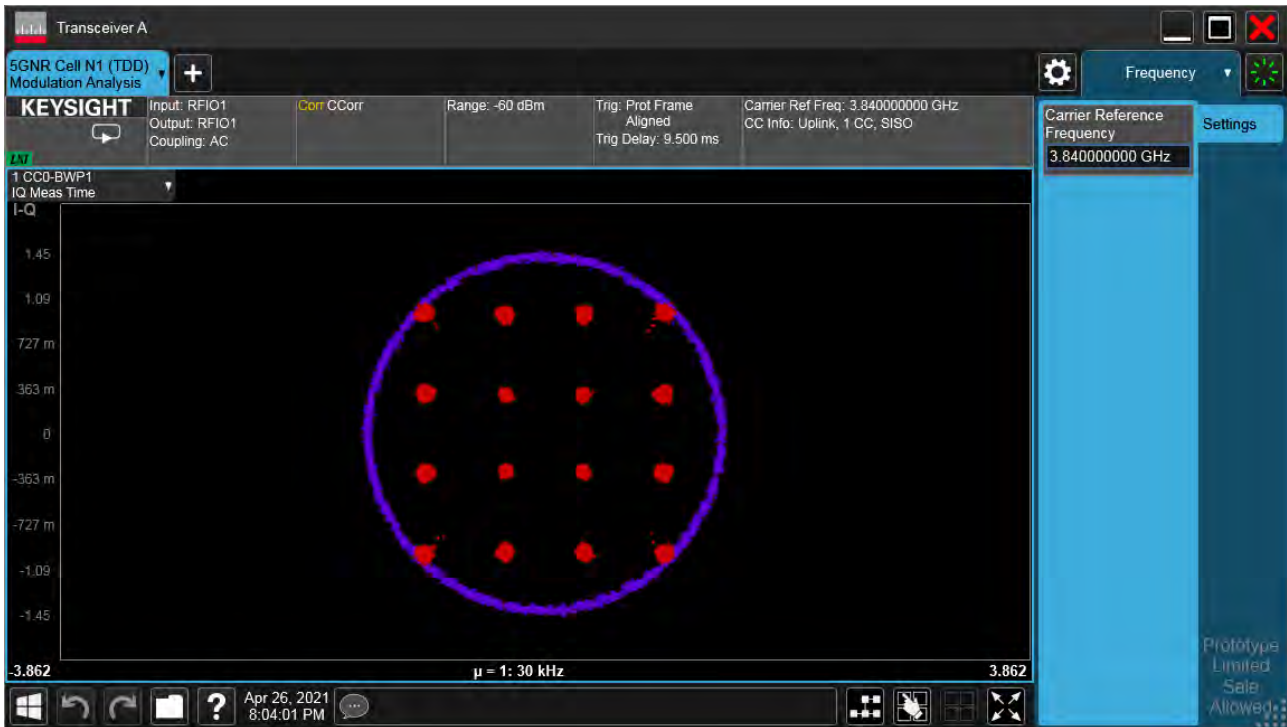 Transceiver A
5GNR Cell N1 (TDD)
Modulation Analysis
+
Frequency
KEYSIGHT
LXI
Input: RFIO1
Output: RFIO1
Coupling: AC
Corr CCorr
Range: -60 dBm
Trig: Prot Frame
Aligned
Trig Delay: 9.500 ms
Carrier Ref Freq: 3.840000000 GHz
CC Info: Uplink, 1 CC, SISO
Carrier Reference
Frequency
3.840000000 GHz
Settings
1 CC0-BWP1
IQ Meas Time
I-Q
1.45
1.09
727 m
363 m
0
-363 m
-727 m
-1.09
-1.45
-3.862
μ = 1: 30 kHz
3.862
?
Apr 26, 2021
8:04:01 PM
Prototype
Limited
Sale
Allowed